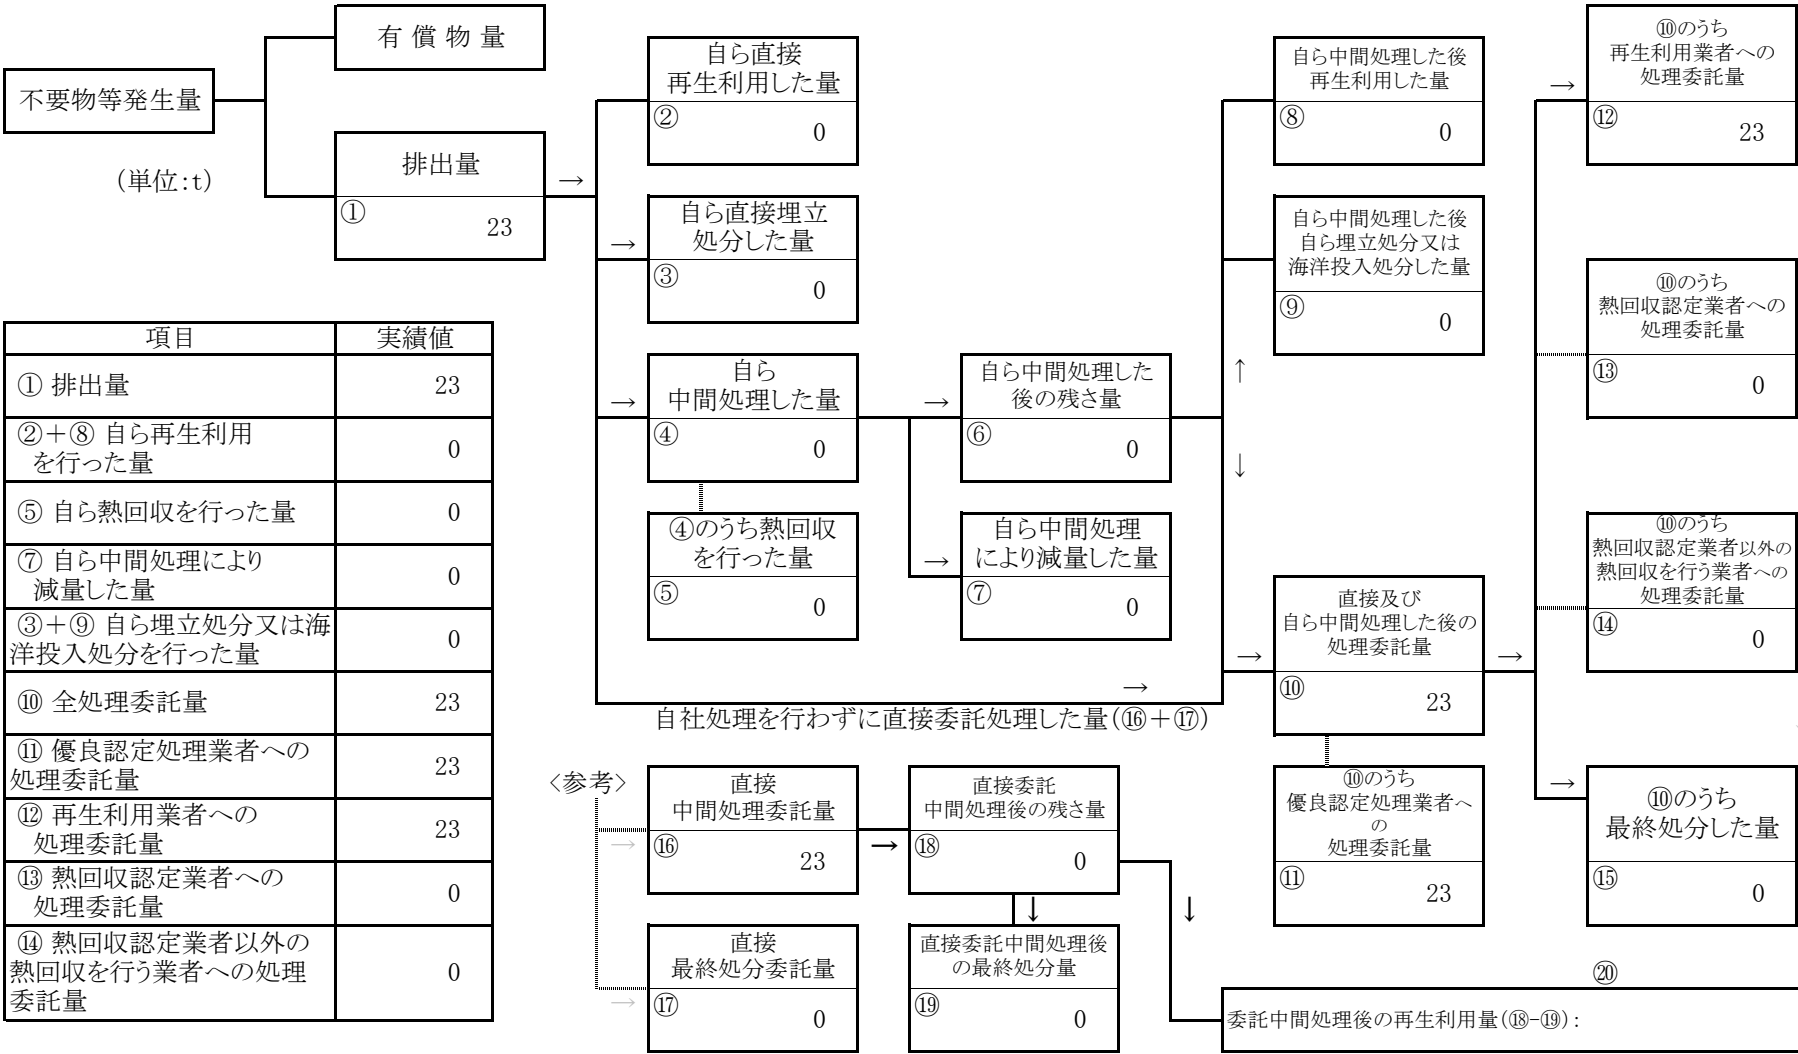 不要物等発生量
(単位:t)
有 償 物 量
排出量
①
23
自ら直接
再生利用した量
②
0
自ら直接埋立
処分した量
③
0
自ら
中間処理した量
④
0
④のうち熱回収
を行った量
⑤
0
自ら中間処理した
後の残さ量
⑥
0
自ら中間処理
により減量した量
⑦
0
自ら中間処理した後
再生利用した量
⑧
0
自ら中間処理した後
自ら埋立処分又は
海洋投入処分した量
⑨
0
直接及び
自ら中間処理した後の
処理委託量
⑩
23
⑩のうち
優良認定処理業者へ
の
処理委託量
⑪
23
⑩のうち
再生利用業者への
処理委託量
⑫
23
⑩のうち
熱回収認定業者への
処理委託量
⑬
0
⑩のうち
熱回収認定業者以外の
熱回収を行う業者への
処理委託量
⑭
0
⑩のうち
最終処分した量
⑮
0
→
→
→
→
→
↑
↓
→
→
→
→
→
自社処理を行わずに直接委託処理した量(⑯+⑰)
項目 実績値
① 排出量 23
②+⑧ 自ら再生利用
を行った量 0
⑤ 自ら熱回収を行った量 0
⑦ 自ら中間処理により
減量した量 0
③+⑨ 自ら埋立処分又は海
洋投入処分を行った量 0
⑩ 全処理委託量 23
⑪ 優良認定処理業者への
処理委託量 23
⑫ 再生利用業者への
処理委託量 23
⑬ 熱回収認定業者への
処理委託量 0
⑭ 熱回収認定業者以外の
熱回収を行う業者への処理
委託量 0
<参考>
→
直接
中間処理委託量
⑯
23
→
直接委託
中間処理後の残さ量
⑱
0
↓
↓
→
直接
最終処分委託量
⑰
0
直接委託中間処理後
の最終処分量
⑲
0
⑳
委託中間処理後の再生利用量(⑱-⑲):